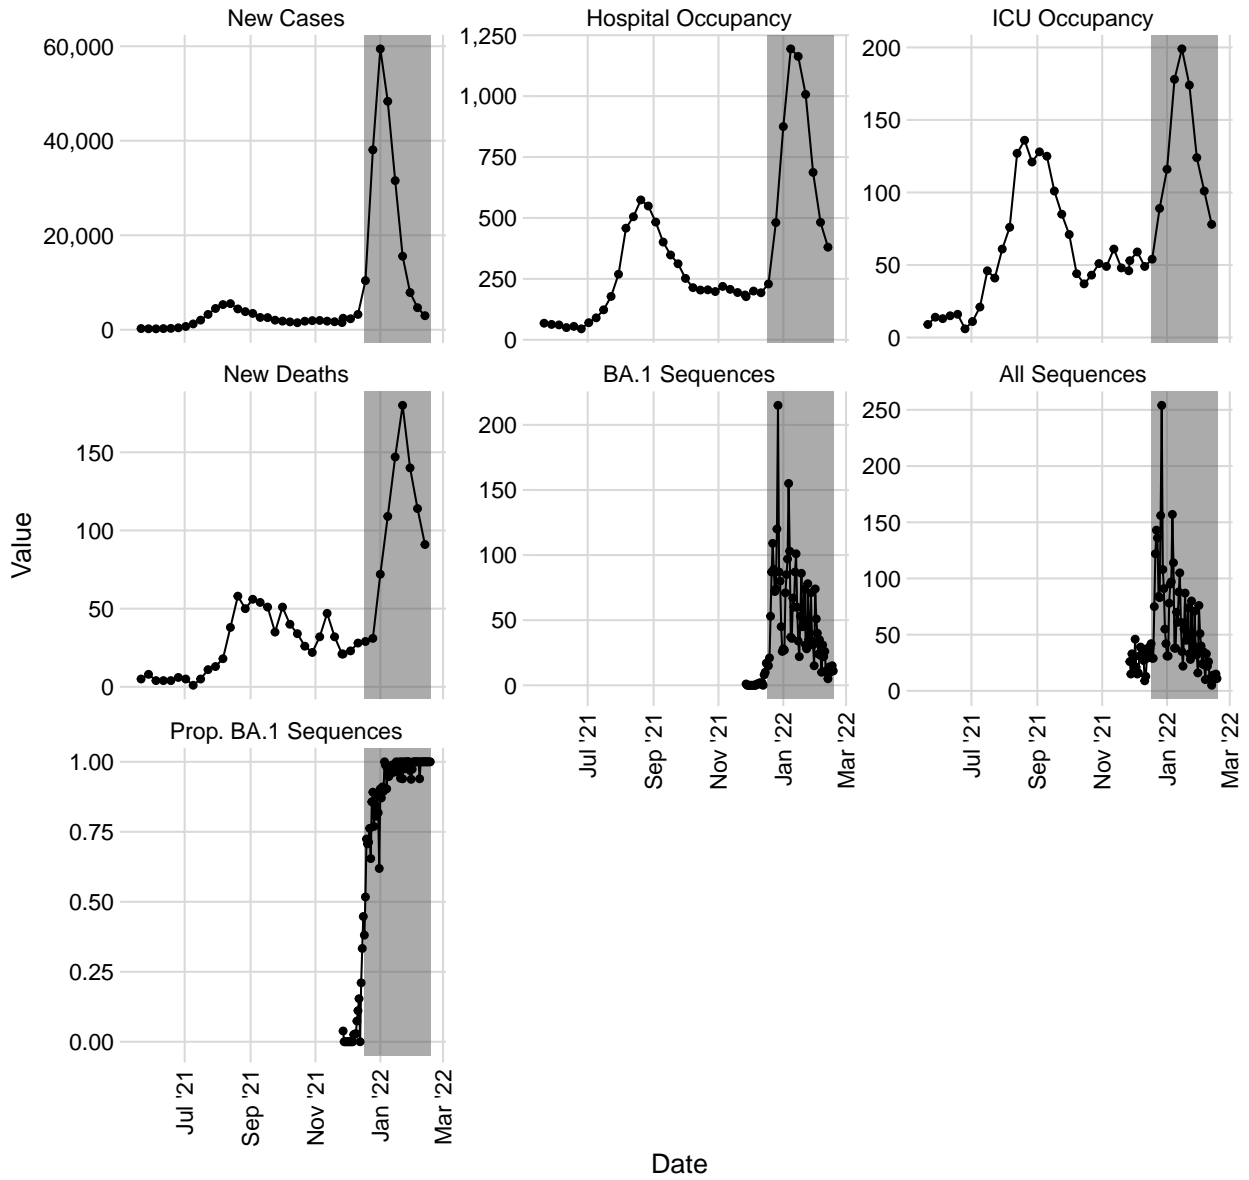 New Cases
Hospital Occupancy
ICU Occupancy
60,000
40,000
20,000
0
1,250
1,000
750
500
250
0
200
150
100
50
0
New Deaths
BA.1 Sequences
All Sequences
150
100
50
0
200
150
100
50
0
250
200
150
100
50
0
Jul '21
Sep '21
Nov '21
Jan '22
Mar '22
Jul '21
Sep '21
Nov '21
Jan '22
Mar '22
Prop. BA.1 Sequences
1.00
0.75
0.50
0.25
0.00
Jul '21
Sep '21
Nov '21
Jan '22
Mar '22
Value
Date